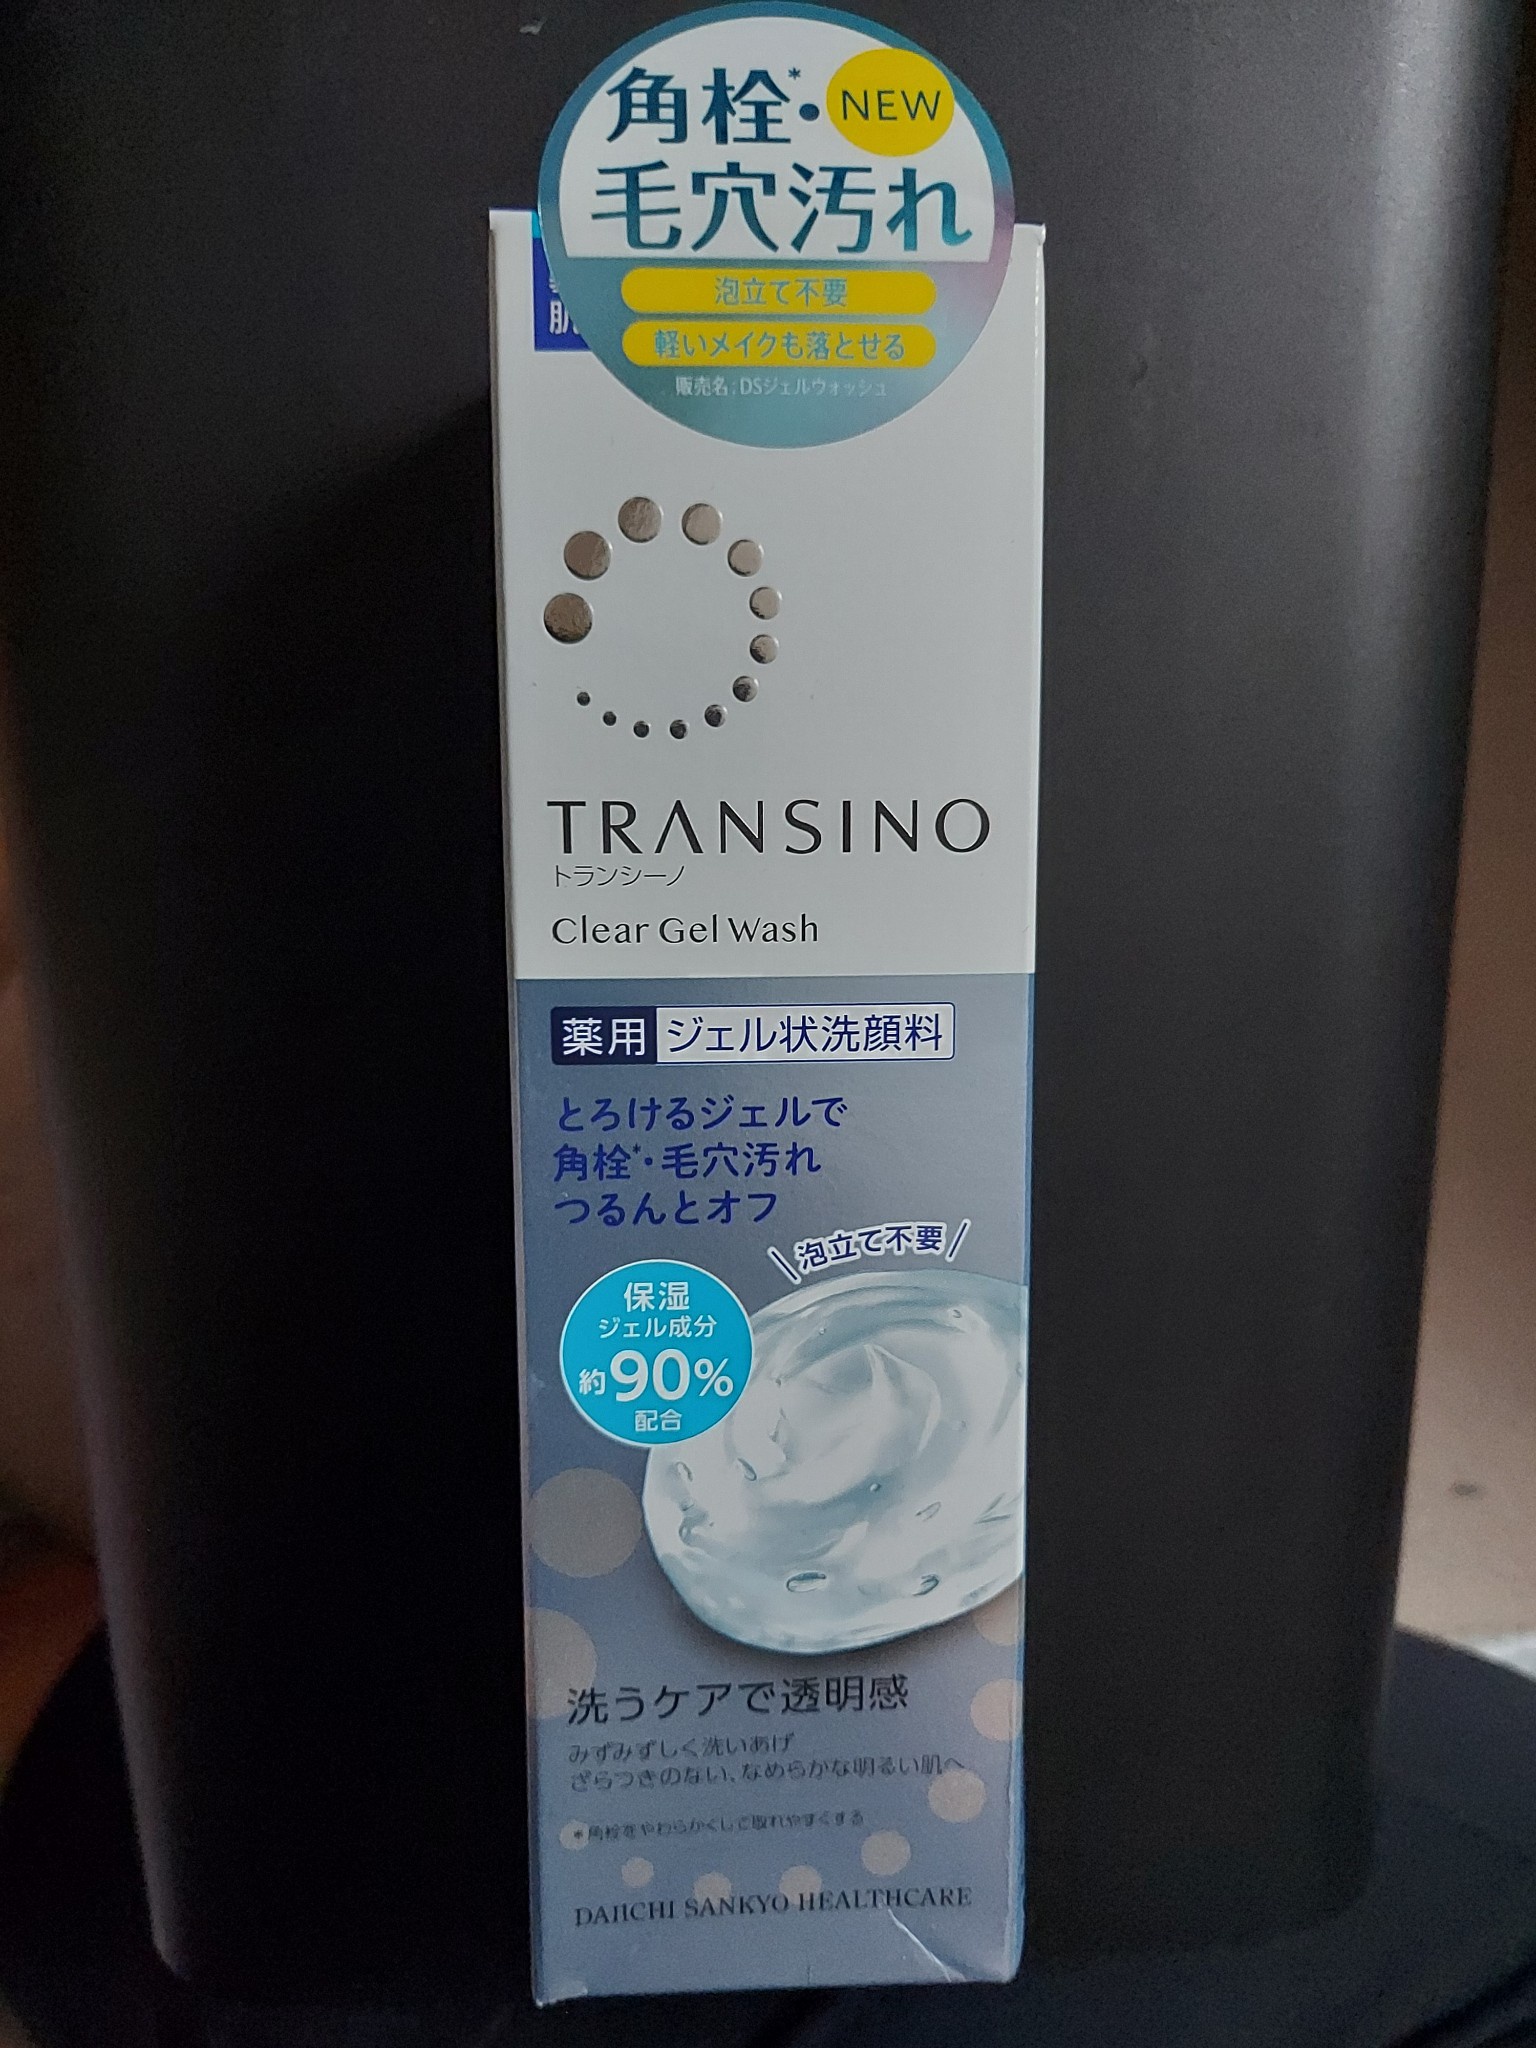 角栓*・
NEW
毛穴汚れ
泡立て不要
軽いメイクも落とせる
販売名:DSジェルウォッシュ
肌
TRANSINO
トランシーノ
Clear Gel Wash
薬用 ジェル状洗顔料
とろけるジェルで
角栓*・毛穴汚れ
つるんとオフ
泡立て不要
保湿
ジェル成分
約90%
配合
洗うケアで透明感
みずみずしく洗いあげ
ざらつきのない、なめらかな明るい肌へ
*角栓をやわらかくして取れやすくする
DAIICHI SANKYO HEALTHCARE